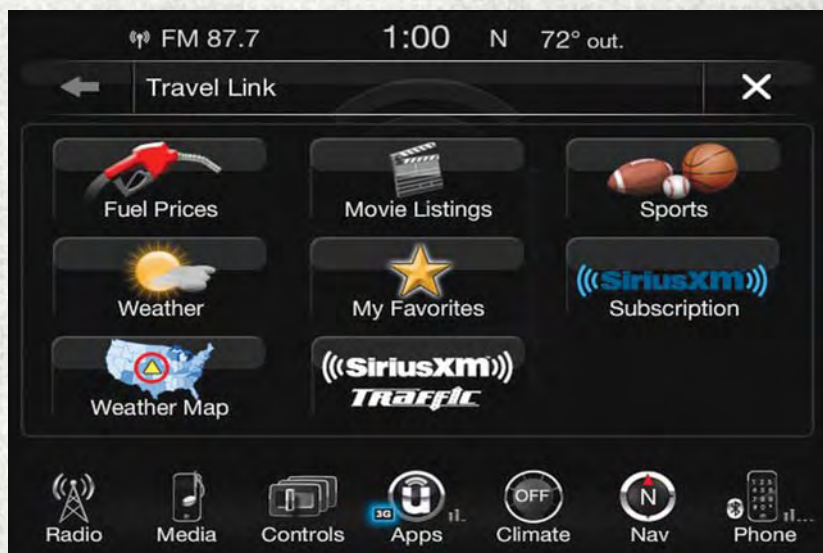 FM 87.7 1:00 N 72° out.
Travel Link
Fuel Prices Movie Listings Sports
Weather My Favorites SiriusXM Subscription
Weather Map SiriusXM Traffic
OFF N
3G
Radio Media Controls Apps Climate Nav Phone